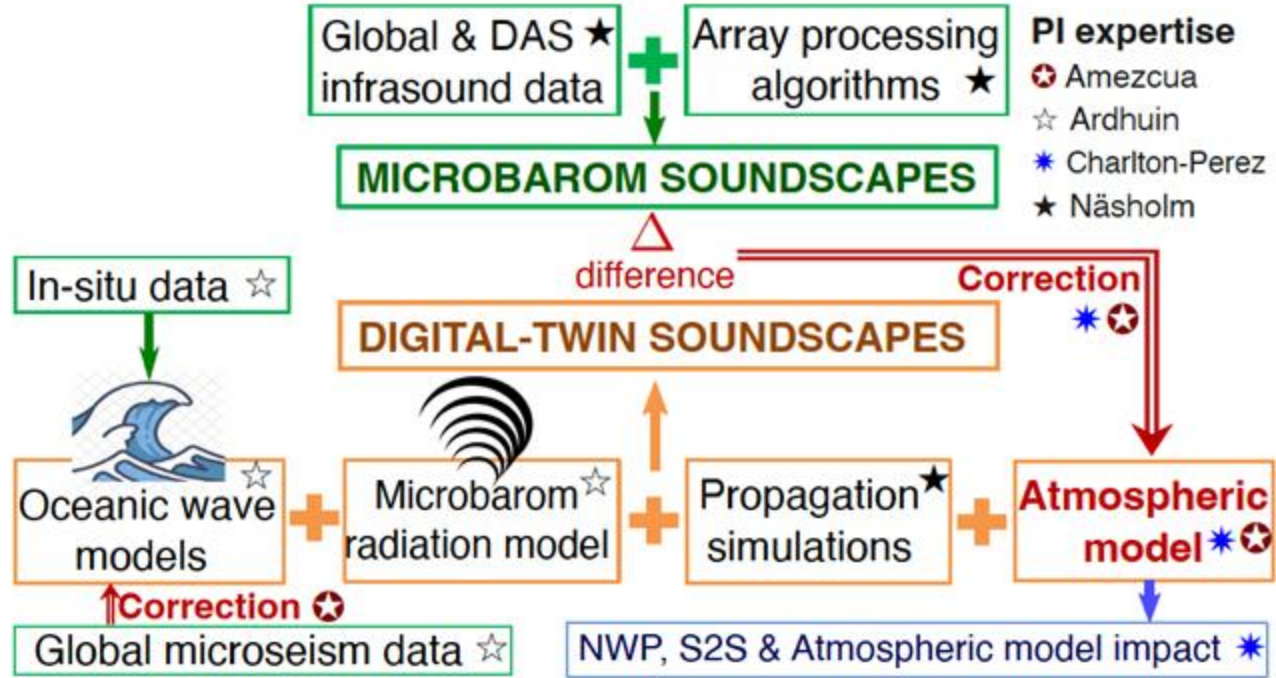 Global & DAS ★
infrasound data
Array processing
algorithms ★
PI expertise
✪ Amezcua
☆ Ardhuin
✷ Charlton-Perez
★ Näsholm
MICROBAROM SOUNDSCAPES
Δ
difference
Correction
✷ ✪
In-situ data ☆
DIGITAL-TWIN SOUNDSCAPES
Oceanic wave ☆
models
Microbarom ☆
radiation model
Propagation ★
simulations
Atmospheric
model ✷ ✪
Correction ✪
Global microseism data ☆
NWP, S2S & Atmospheric model impact ✷